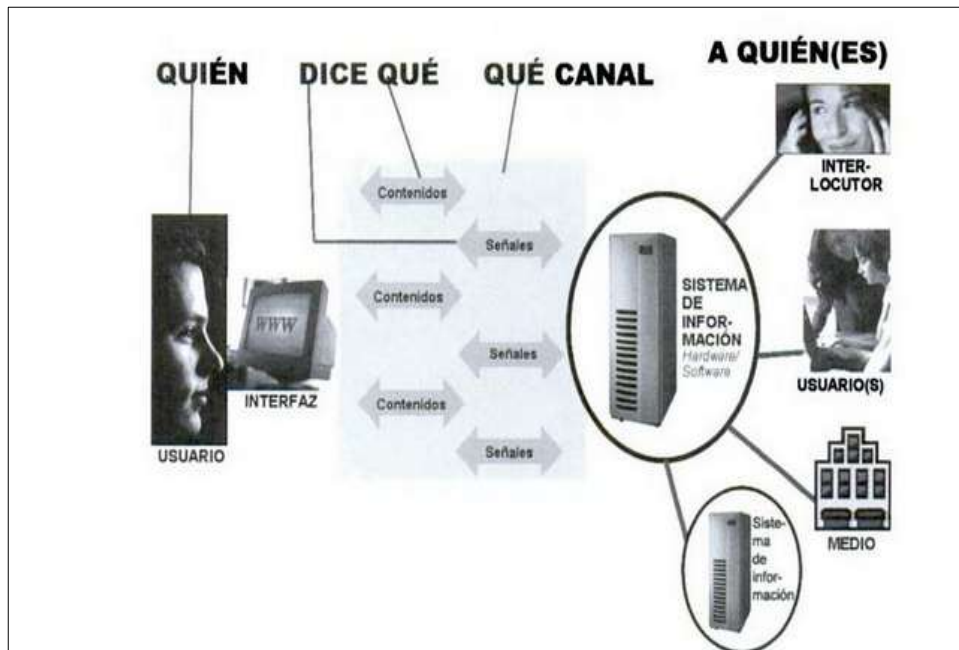 QUIÉN
DICE QUÉ
QUÉ CANAL
A QUIÉN(ES)
Contenidos
Señales
Contenidos
Señales
Contenidos
Señales
WWW
INTERFAZ
USUARIO
SISTEMA
DE
INFOR-
MACIÓN
Hardware/
Software
INTER-
LOCUTOR
USUARIO(S)
MEDIO
Siste-
ma
de
infor-
mación